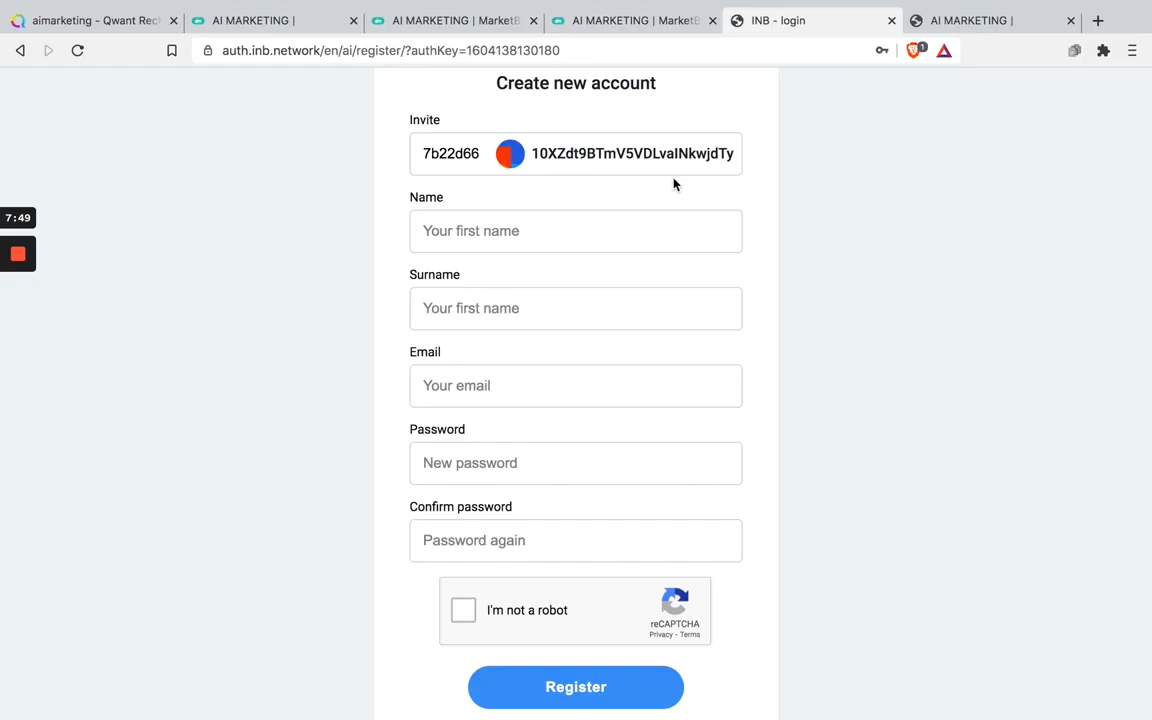 aimarketing - Qwant Rec
AI MARKETING |
AI MARKETING | MarketB
AI MARKETING | MarketB
INB - login
AI MARKETING |
auth.inb.network/en/ai/register/?authKey=1604138130180
1
Create new account
Invite
7b22d66 10XZdt9BTmV5VDLvaINkwjdTy
Name
Your first name
7:49
Surname
Your first name
Email
Your email
Password
New password
Confirm password
Password again
I'm not a robot
reCAPTCHA
Privacy - Terms
Register